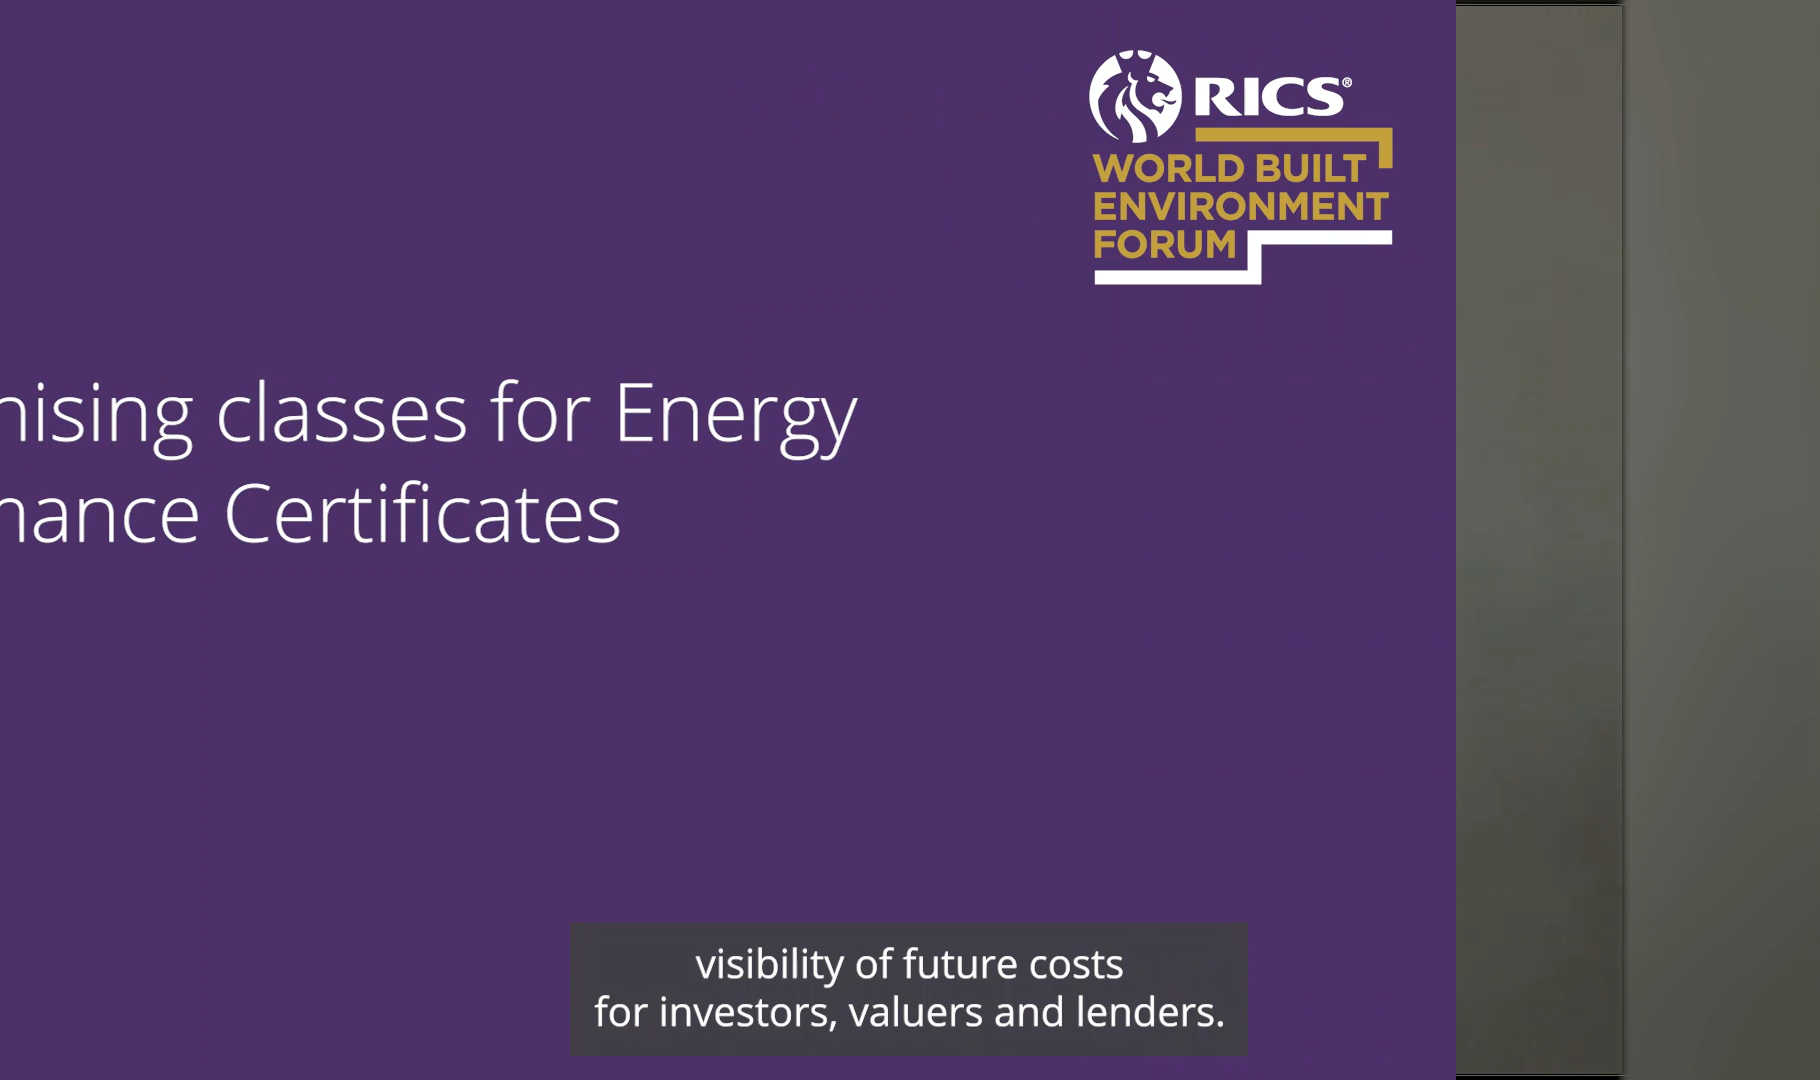 RICS®
WORLD BUILT
ENVIRONMENT
FORUM
nising classes for Energy
nance Certificates
visibility of future costs
for investors, valuers and lenders.